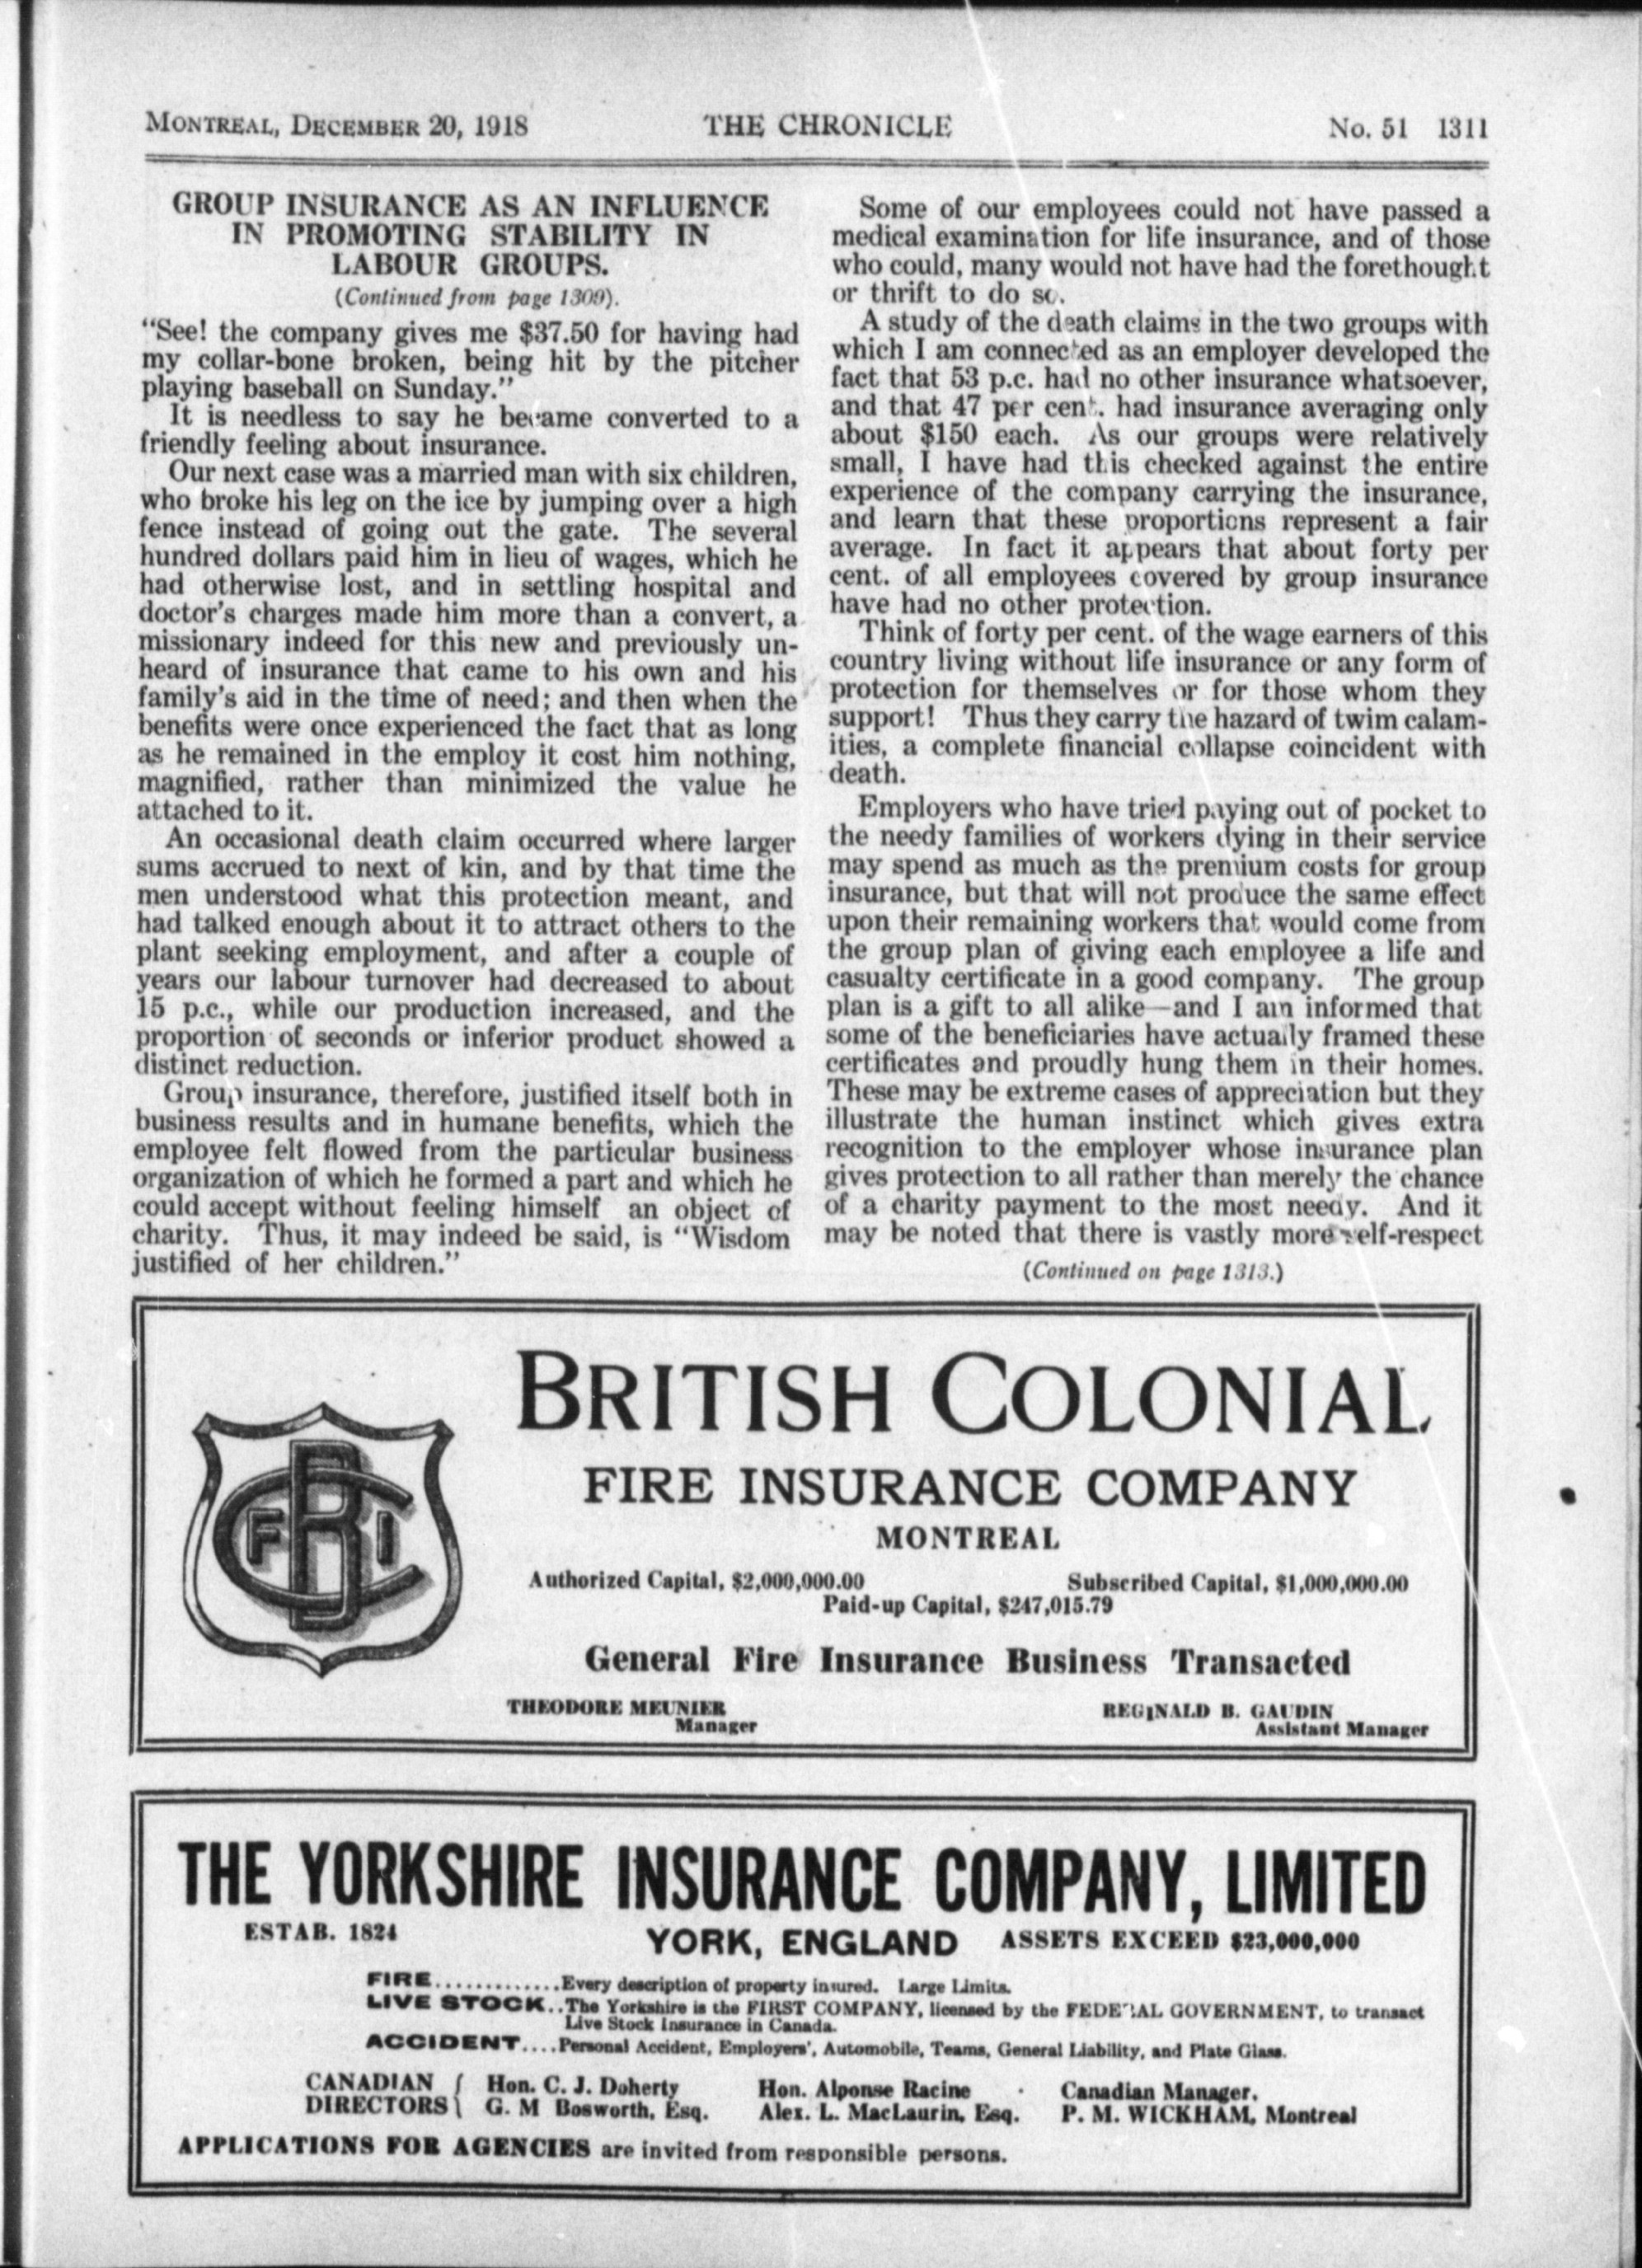 MONTREAL, DECEMBER 20, 1918 THE CHRONICLE No. 51 1311
GROUP INSURANCE AS AN INFLUENCE
IN PROMOTING STABILITY IN
LABOUR GROUPS.
(Continued from page 1309).
"See! the company gives me $37.50 for having had
my collar-bone broken, being hit by the pitcher
playing baseball on Sunday."
It is needless to say he became converted to a
friendly feeling about insurance.
Our next case was a married man with six children,
who broke his leg on the ice by jumping over a high
fence instead of going out the gate. The several
hundred dollars paid him in lieu of wages, which he
had otherwise lost, and in settling hospital and
doctor's charges made him more than a convert, a
missionary indeed for this new and previously un-
heard of insurance that came to his own and his
family's aid in the time of need; and then when the
benefits were once experienced the fact that as long
as he remained in the employ it cost him nothing,
magnified, rather than minimized the value he
attached to it.
An occasional death claim occurred where larger
sums accrued to next of kin, and by that time the
men understood what this protection meant, and
had talked enough about it to attract others to the
plant seeking employment, and after a couple of
years our labour turnover had decreased to about
15 p.c., while our production increased, and the
proportion of seconds or inferior product showed a
distinct reduction.
Group insurance, therefore, justified itself both in
business results and in humane benefits, which the
employee felt flowed from the particular business
organization of which he formed a part and which he
could accept without feeling himself an object of
charity. Thus, it may indeed be said, is "Wisdom
justified of her children."
Some of our employees could not have passed a
medical examination for life insurance, and of those
who could, many would not have had the forethought
or thrift to do so.
A study of the death claims in the two groups with
which I am connected as an employer developed the
fact that 53 p.c. had no other insurance whatsoever,
and that 47 per cent. had insurance averaging only
about $150 each. As our groups were relatively
small, I have had this checked against the entire
experience of the company carrying the insurance,
and learn that these proportions represent a fair
average. In fact it appears that about forty per
cent. of all employees covered by group insurance
have had no other protection.
Think of forty per cent. of the wage earners of this
country living without life insurance or any form of
protection for themselves or for those whom they
support! Thus they carry the hazard of twim calam-
ities, a complete financial collapse coincident with
death.
Employers who have tried paying out of pocket to
the needy families of workers dying in their service
may spend as much as the premium costs for group
insurance, but that will not produce the same effect
upon their remaining workers that would come from
the group plan of giving each employee a life and
casualty certificate in a good company. The group
plan is a gift to all alike—and I am informed that
some of the beneficiaries have actually framed these
certificates and proudly hung them in their homes.
These may be extreme cases of appreciation but they
illustrate the human instinct which gives extra
recognition to the employer whose insurance plan
gives protection to all rather than merely the chance
of a charity payment to the most needy. And it
may be noted that there is vastly more self-respect
(Continued on page 1313.)
BRITISH COLONIAL
FIRE INSURANCE COMPANY
MONTREAL
BCFI
Authorized Capital, $2,000,000.00 Subscribed Capital, $1,000,000.00
Paid-up Capital, $247,015.79
General Fire Insurance Business Transacted
THEODORE MEUNIER REGINALD B. GAUDIN
Manager Assistant Manager
THE YORKSHIRE INSURANCE COMPANY, LIMITED
ESTAB. 1824 YORK, ENGLAND ASSETS EXCEED $23,000,000
FIRE.............Every description of property insured. Large Limits.
LIVE STOCK..The Yorkshire is the FIRST COMPANY, licensed by the FEDERAL GOVERNMENT, to transact
Live Stock Insurance in Canada.
ACCIDENT....Personal Accident, Employers', Automobile, Teams, General Liability, and Plate Glass.
CANADIAN { Hon. C. J. Doherty Hon. Alponse Racine Canadian Manager.
DIRECTORS G. M Bosworth, Esq. Alex. L. MacLaurin, Esq. P. M. WICKHAM, Montreal
APPLICATIONS FOR AGENCIES are invited from responsible persons.